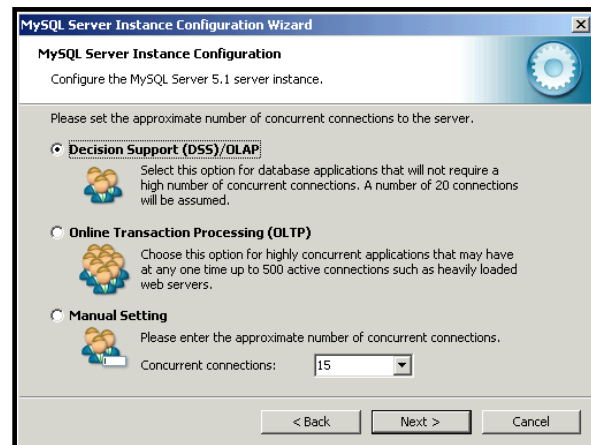 MySQL Server Instance Configuration Wizard
MySQL Server Instance Configuration
Configure the MySQL Server 5.1 server instance.
Please set the approximate number of concurrent connections to the server.
Decision Support (DSS)/OLAP
Select this option for database applications that will not require a
high number of concurrent connections. A number of 20 connections
will be assumed.
Online Transaction Processing (OLTP)
Choose this option for highly concurrent applications that may have
at any one time up to 500 active connections such as heavily loaded
web servers.
Manual Setting
Please enter the approximate number of concurrent connections.
Concurrent connections: 15
< Back Next > Cancel